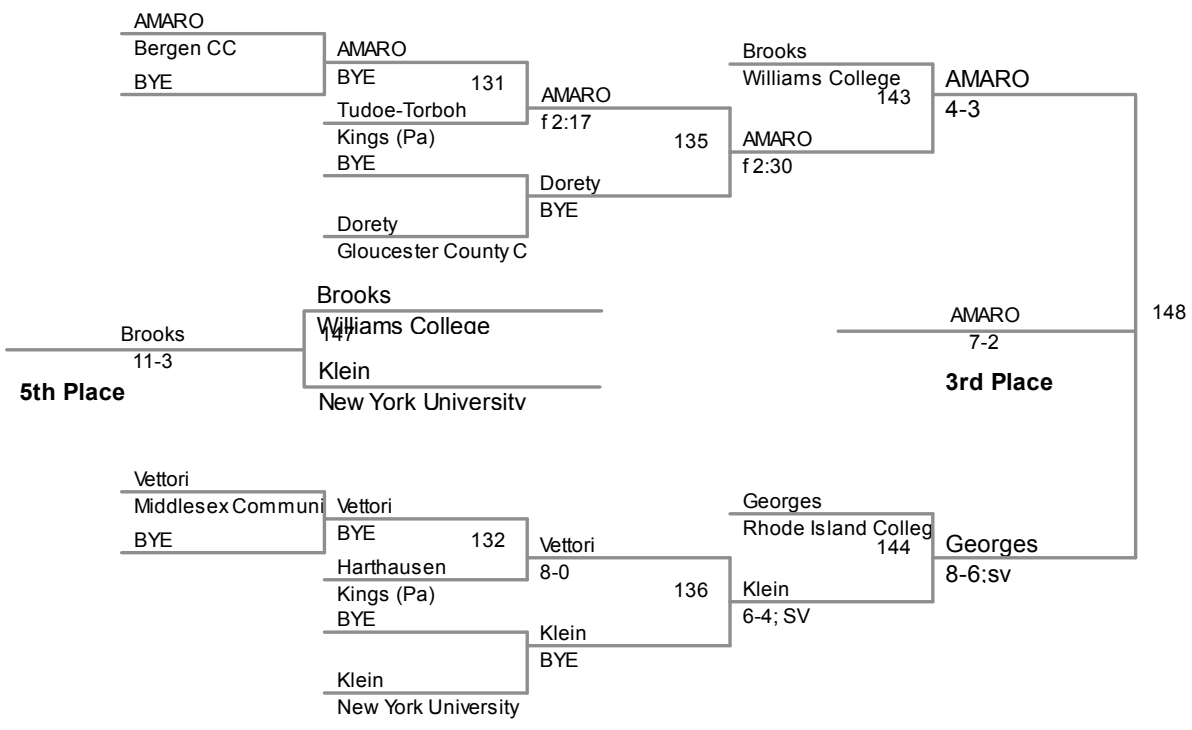 AMARO
Bergen CC
BYE
AMARO
BYE
131
Tudoe-Torboh
Kings (Pa)
BYE
Dorety
Gloucester County C
AMARO
f 2:17
135
Dorety
BYE
Brooks
Williams College
143
AMARO
f 2:30
AMARO
4-3
148
AMARO
7-2
3rd Place
Brooks
Williams College
147
Klein
New York University
Brooks
11-3
5th Place
Vettori
Middlesex Communi
BYE
Vettori
BYE
132
Harthausen
Kings (Pa)
BYE
Klein
New York University
Vettori
8-0
136
Klein
BYE
Georges
Rhode Island Colleg
144
Klein
6-4; SV
Georges
8-6;sv